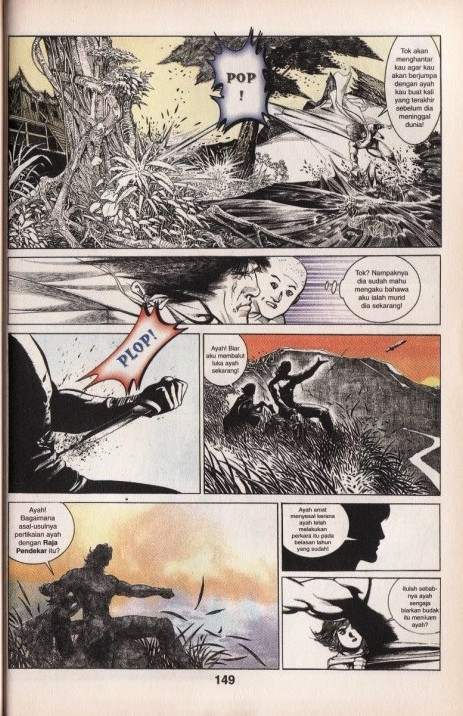 POP
!
Tok akan
menghantar
kau agar kau
akan berjumpa
dengan ayah
kau buat kali
yang terakhir
sebelum dia
meninggal
dunia!
Tok? Nampaknya
dia sudah mahu
mengaku bahawa
aku ialah murid
dia sekarang!
PLOP!
Ayah! Biar
aku membalut
luka ayah
sekarang!
Ayah!
Bagaimana
asal-usulnya
pertikaian ayah
dengan Raja
Pendekar itu?
Ayah amat
menyesal kerana
ayah telah
melakukan
perkara itu pada
belasan tahun
yang sudah!
Itulah sebab-
nya ayah
sengaja
biarkan budak
itu menikam
ayah?
149